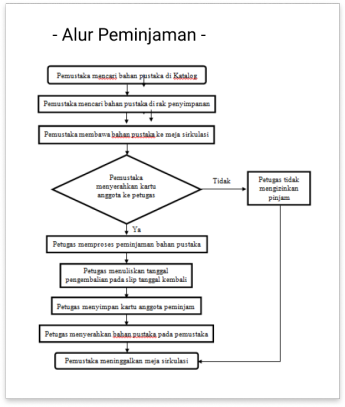 - Alur Peminjaman -
Pemustaka mencari bahan pustaka di Katalog
Pemustaka mencari bahan pustaka di rak penyimpanan
Pemustaka membawa bahan pustaka ke meja sirkulasi
Pemustaka
menyerahkan kartu
anggota ke petugas
Tidak
Petugas tidak
mengizinkan
pinjam
Ya
Petugas memproses peminjaman bahan pustaka
Petugas menuliskan tanggal
pengembalian pada slip tanggal kembali
Petugas menyimpan kartu anggota peminjam
Petugas menyerahkan bahan pustaka pada pemustaka
Pemustaka meninggalkan meja sirkulasi